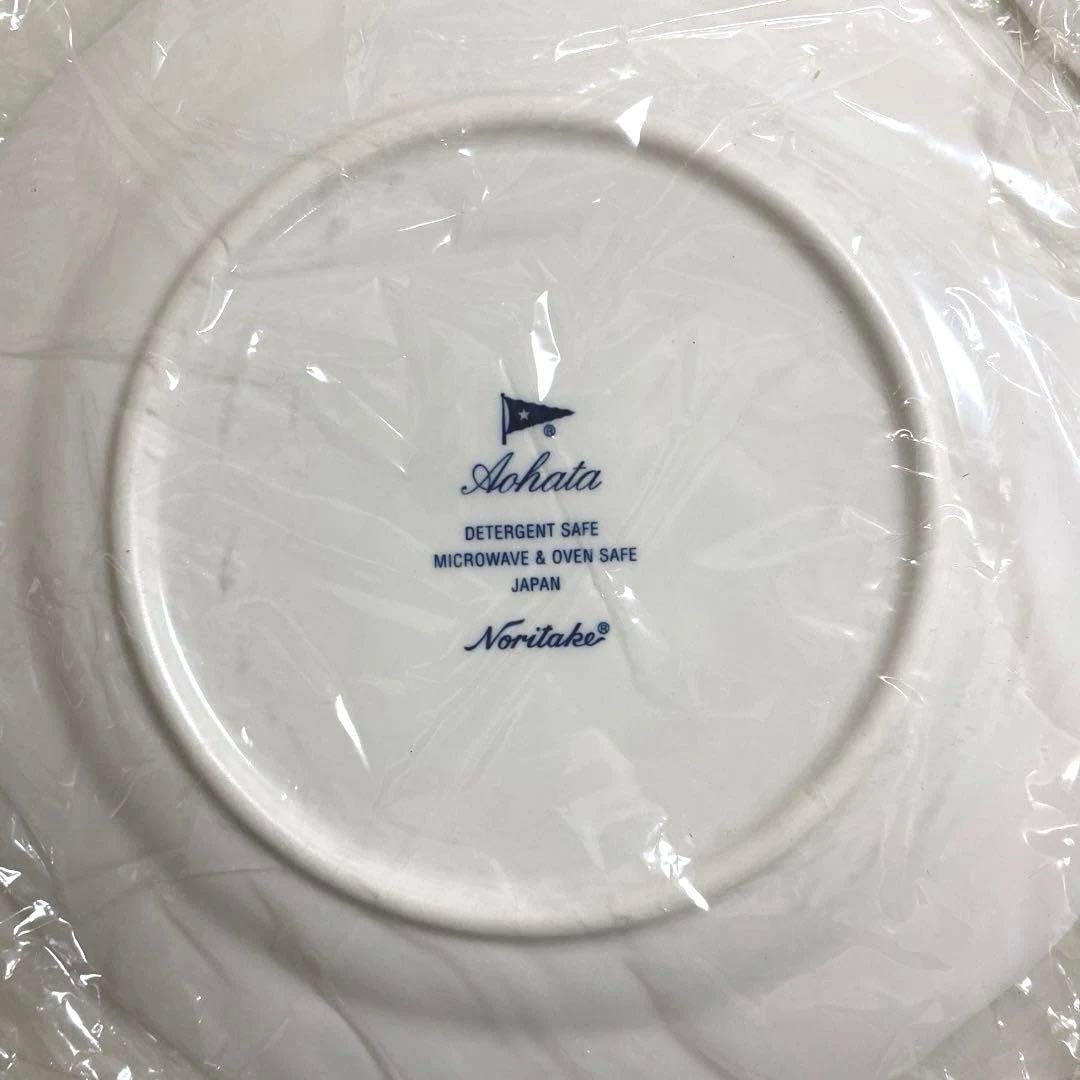 ®
Aohata
DETERGENT SAFE
MICROWAVE & OVEN SAFE
JAPAN
Noritake®